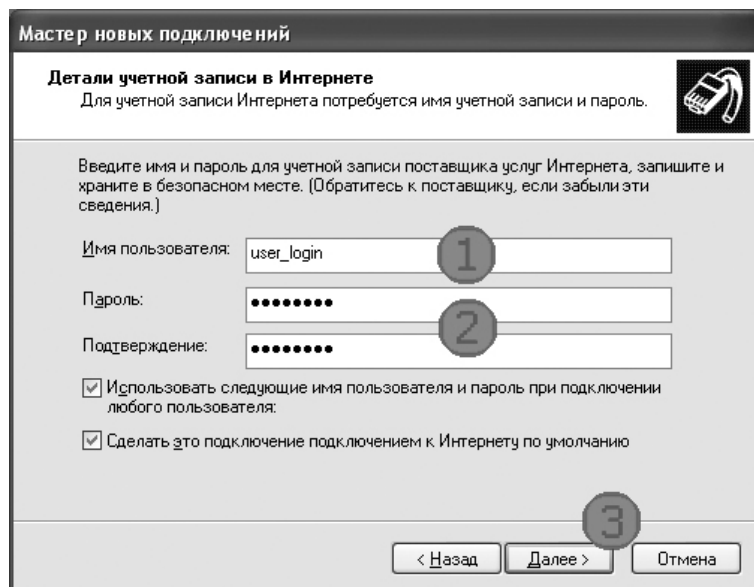 Мастер новых подключений
Детали учетной записи в Интернете
Для учетной записи Интернета потребуется имя учетной записи и пароль.
Введите имя и пароль для учетной записи поставщика услуг Интернета, запишите и
храните в безопасном месте. (Обратитесь к поставщику, если забыли эти
сведения.)
Имя пользователя: user_login
1
Пароль: ••••••••
2
Подтверждение: ••••••••
Использовать следующие имя пользователя и пароль при подключении
любого пользователя:
Сделать это подключение подключением к Интернету по умолчанию
3
< Назад Далее > Отмена